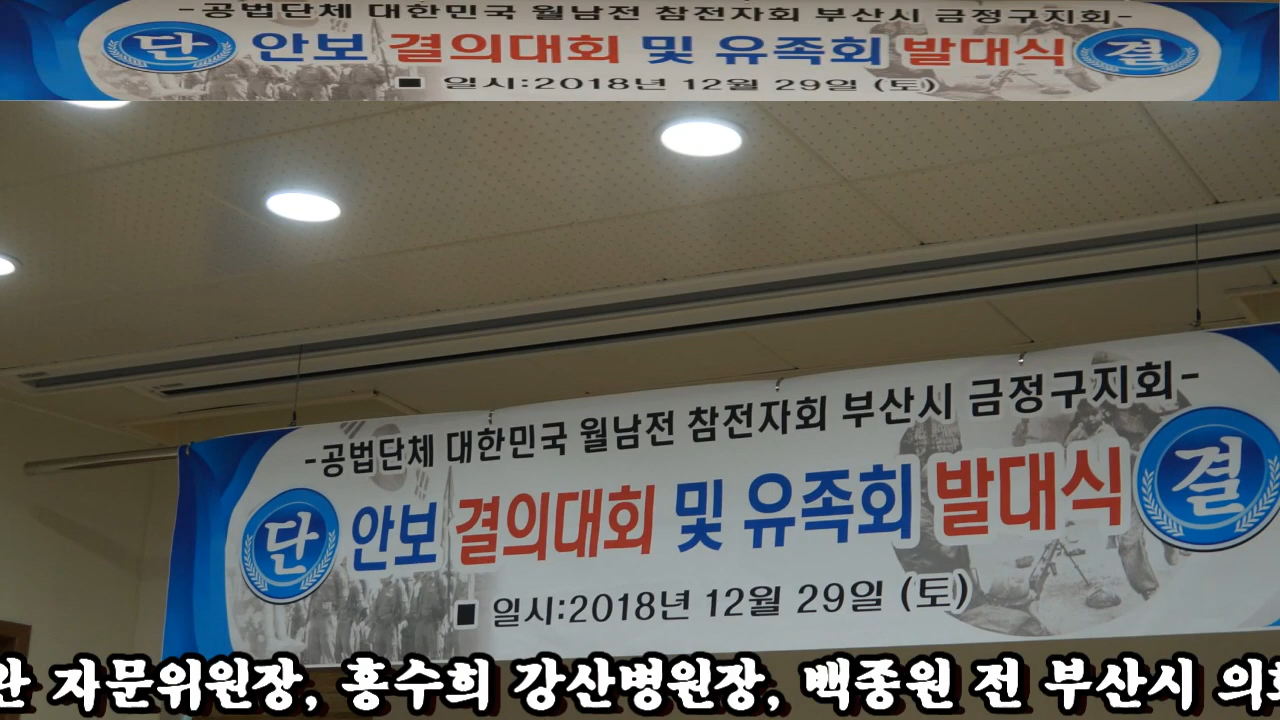 -공법단체 대한민국 월남전 참전자회 부산시 금정구지회-
단 안보 결의대회 및 유족회 발대식 결
■ 일시:2018년 12월 29일 (토)
-공법단체 대한민국 월남전 참전자회 부산시 금정구지회-
단 안보 결의대회 및 유족회 발대식 결
■ 일시:2018년 12월 29일 (토)
자문위원장, 홍수희 강산병원장, 백종원 전 부산시